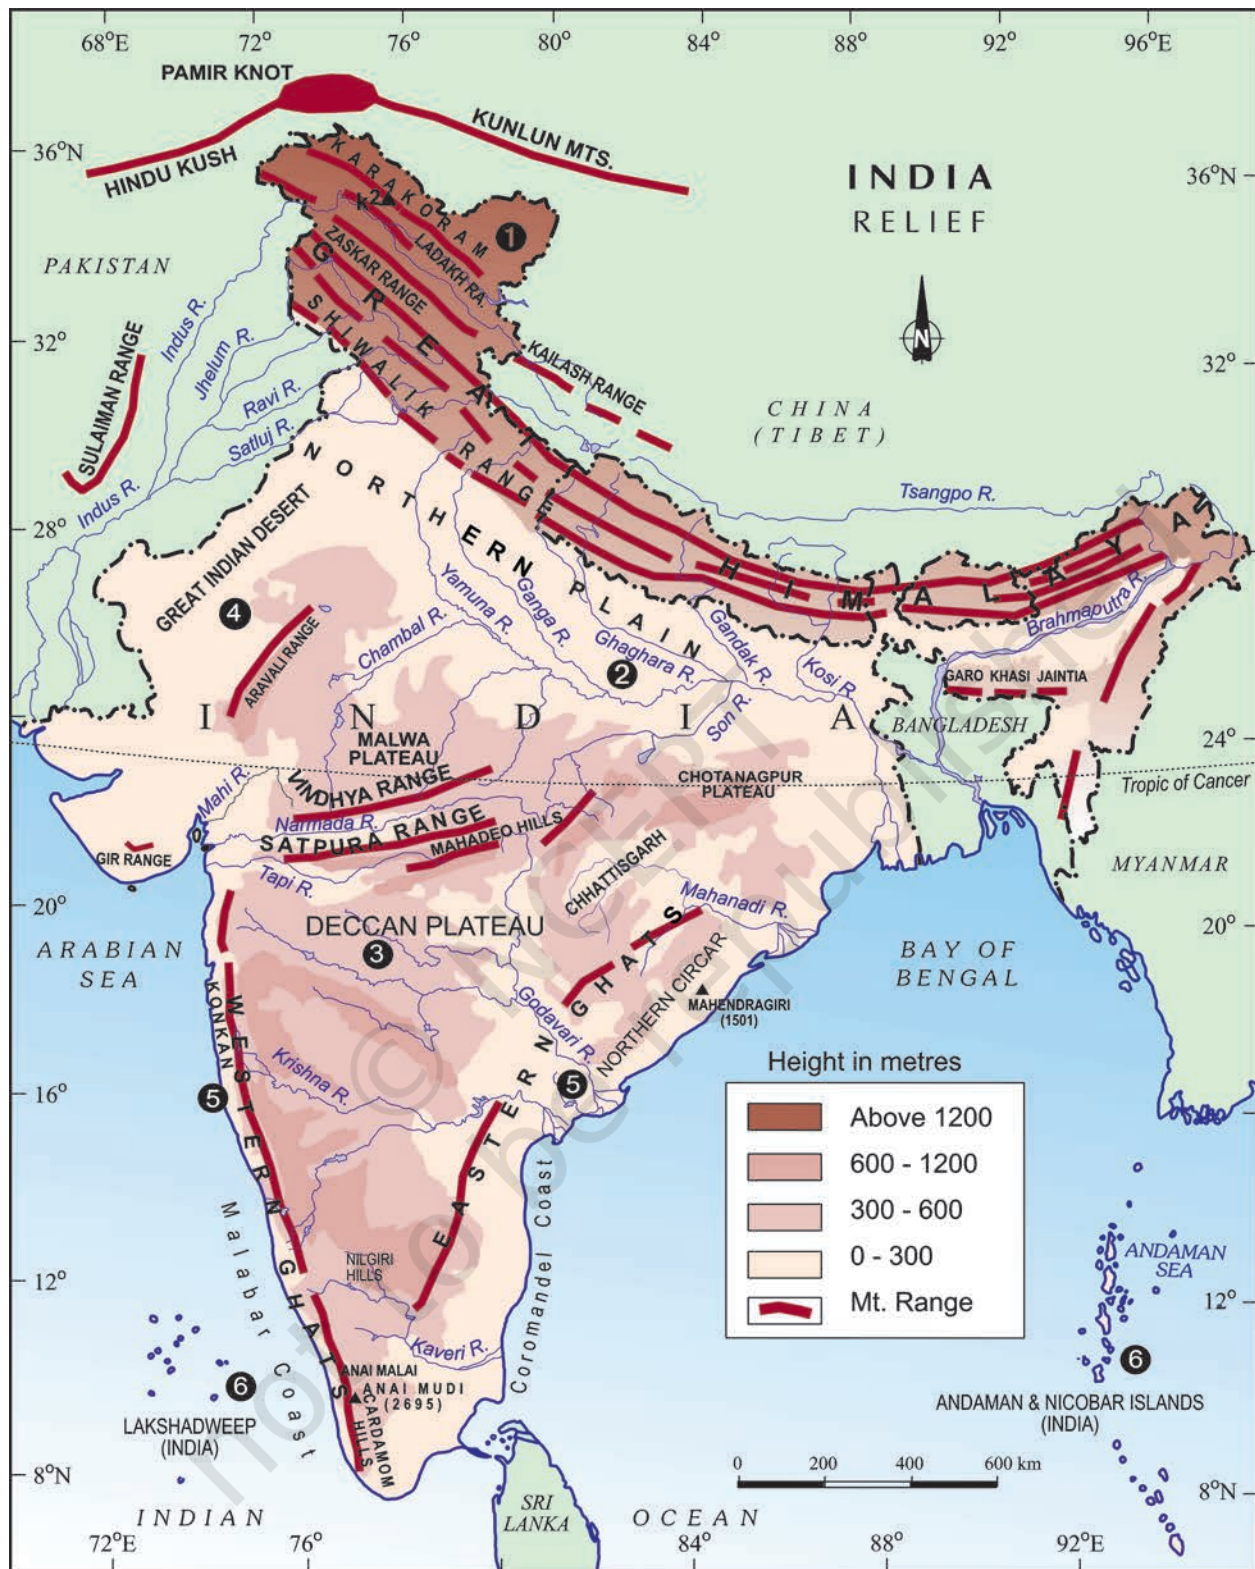 68°E 72° 76° 80° 84° 88° 92° 96°E
PAMIR KNOT
KUNLUN MTS.
HINDU KUSH
36°N
36°N
INDIA
RELIEF
KARAKORAM
K²
1
LADAKH RA.
ZASKAR RANGE
GREAT HIMALAYA
SHIWALIK RANGE
PAKISTAN
N
Indus R.
Jhelum R.
Ravi R.
Satluj R.
32°
32°
SULAIMAN RANGE
KAILASH RANGE
CHINA
(TIBET)
Indus R.
Tsangpo R.
28°
28°
NORTHERN PLAIN
GREAT INDIAN DESERT
4
ARAVALI RANGE
Chambal R.
Yamuna R.
Ganga R.
Ghaghara R.
2
Gandak R.
Kosi R.
Son R.
Brahmaputra R.
GARO KHASI JAINTIA
BANGLADESH
INDIA
24°
24°
MALWA
PLATEAU
CHOTANAGPUR
PLATEAU
Tropic of Cancer
VINDHYA RANGE
Mahi R.
Narmada R.
SATPURA RANGE
MAHADEO HILLS
GIR RANGE
Tapi R.
CHHATTISGARH
Mahanadi R.
MYANMAR
20°
20°
DECCAN PLATEAU
3
ARABIAN
SEA
BAY OF
BENGAL
Godavari R.
EASTERN GHATS
NORTHERN CIRCAR
MAHENDRAGIRI
(1501)
KONKAN
WESTERN GHATS
Krishna R.
5
5
16°
Height in metres
Above 1200
600 - 1200
300 - 600
0 - 300
Mt. Range
Malabar Coast
Coromandel Coast
NILGIRI
HILLS
12°
12°
ANDAMAN
SEA
Kaveri R.
ANAI MALAI
ANAI MUDI
(2695)
CARDAMOM
HILLS
6
LAKSHADWEEP
(INDIA)
6
ANDAMAN & NICOBAR ISLANDS
(INDIA)
0 200 400 600 km
8°N
8°N
SRI
LANKA
INDIAN OCEAN
72°E 76° 84° 88° 92°E
© NCERT
not to be republished